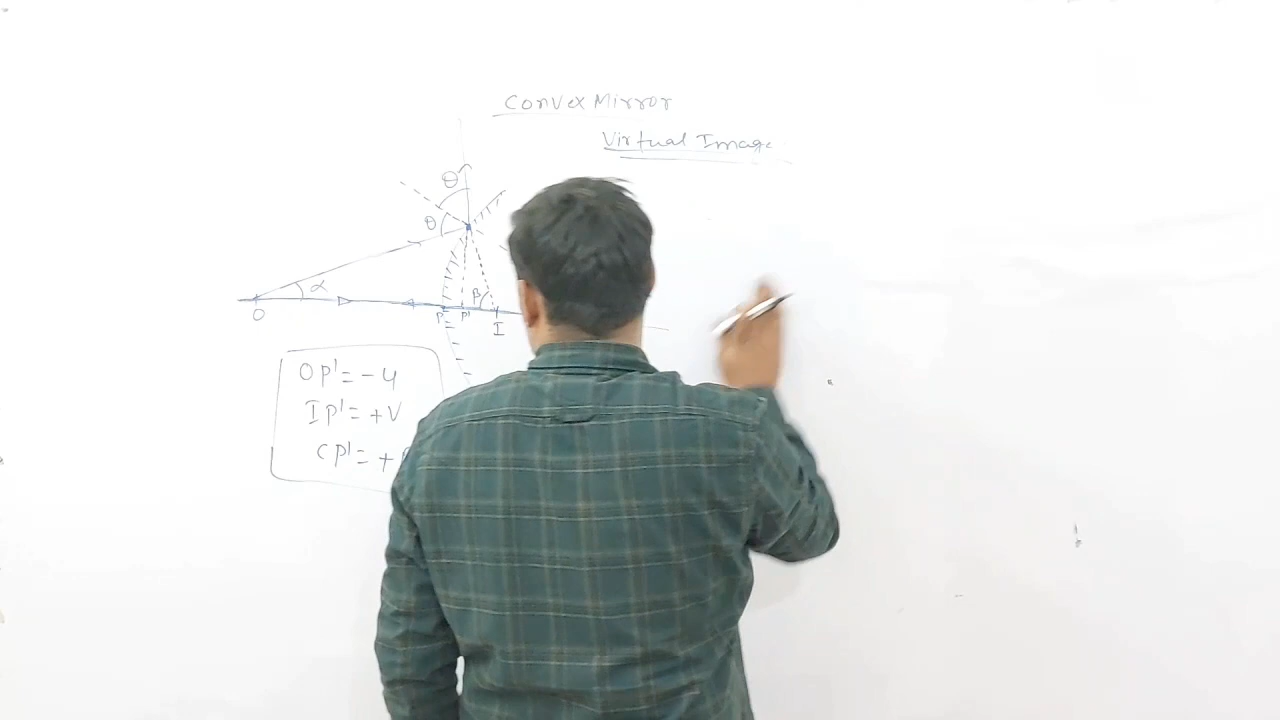 Convex Mirror
Virtual Image
θ
θ
α
β
O
P
P'
I
OP' = -u
IP' = +V
CP' = +